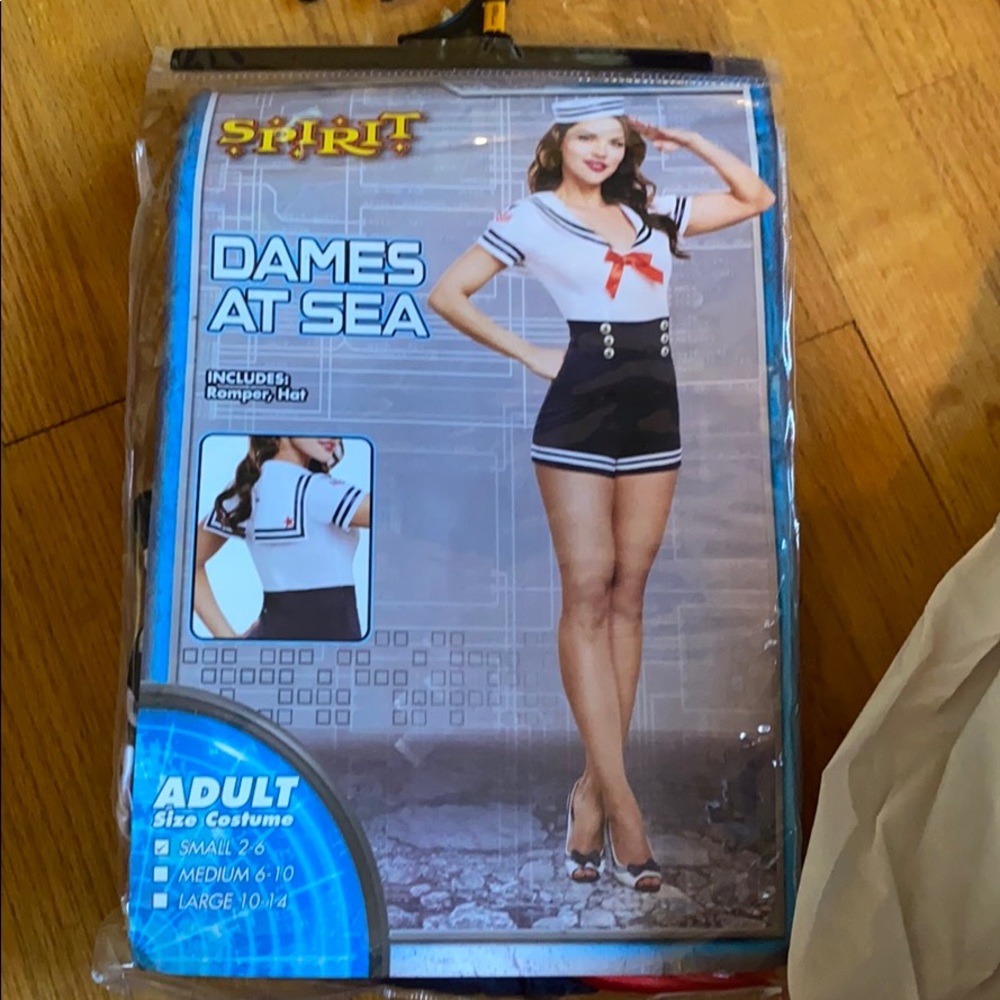 SPIRIT
DAMES
AT SEA
INCLUDES:
Romper, Hat
ADULT
Size Costume
SMALL 2-6
MEDIUM 6-10
LARGE 10-14